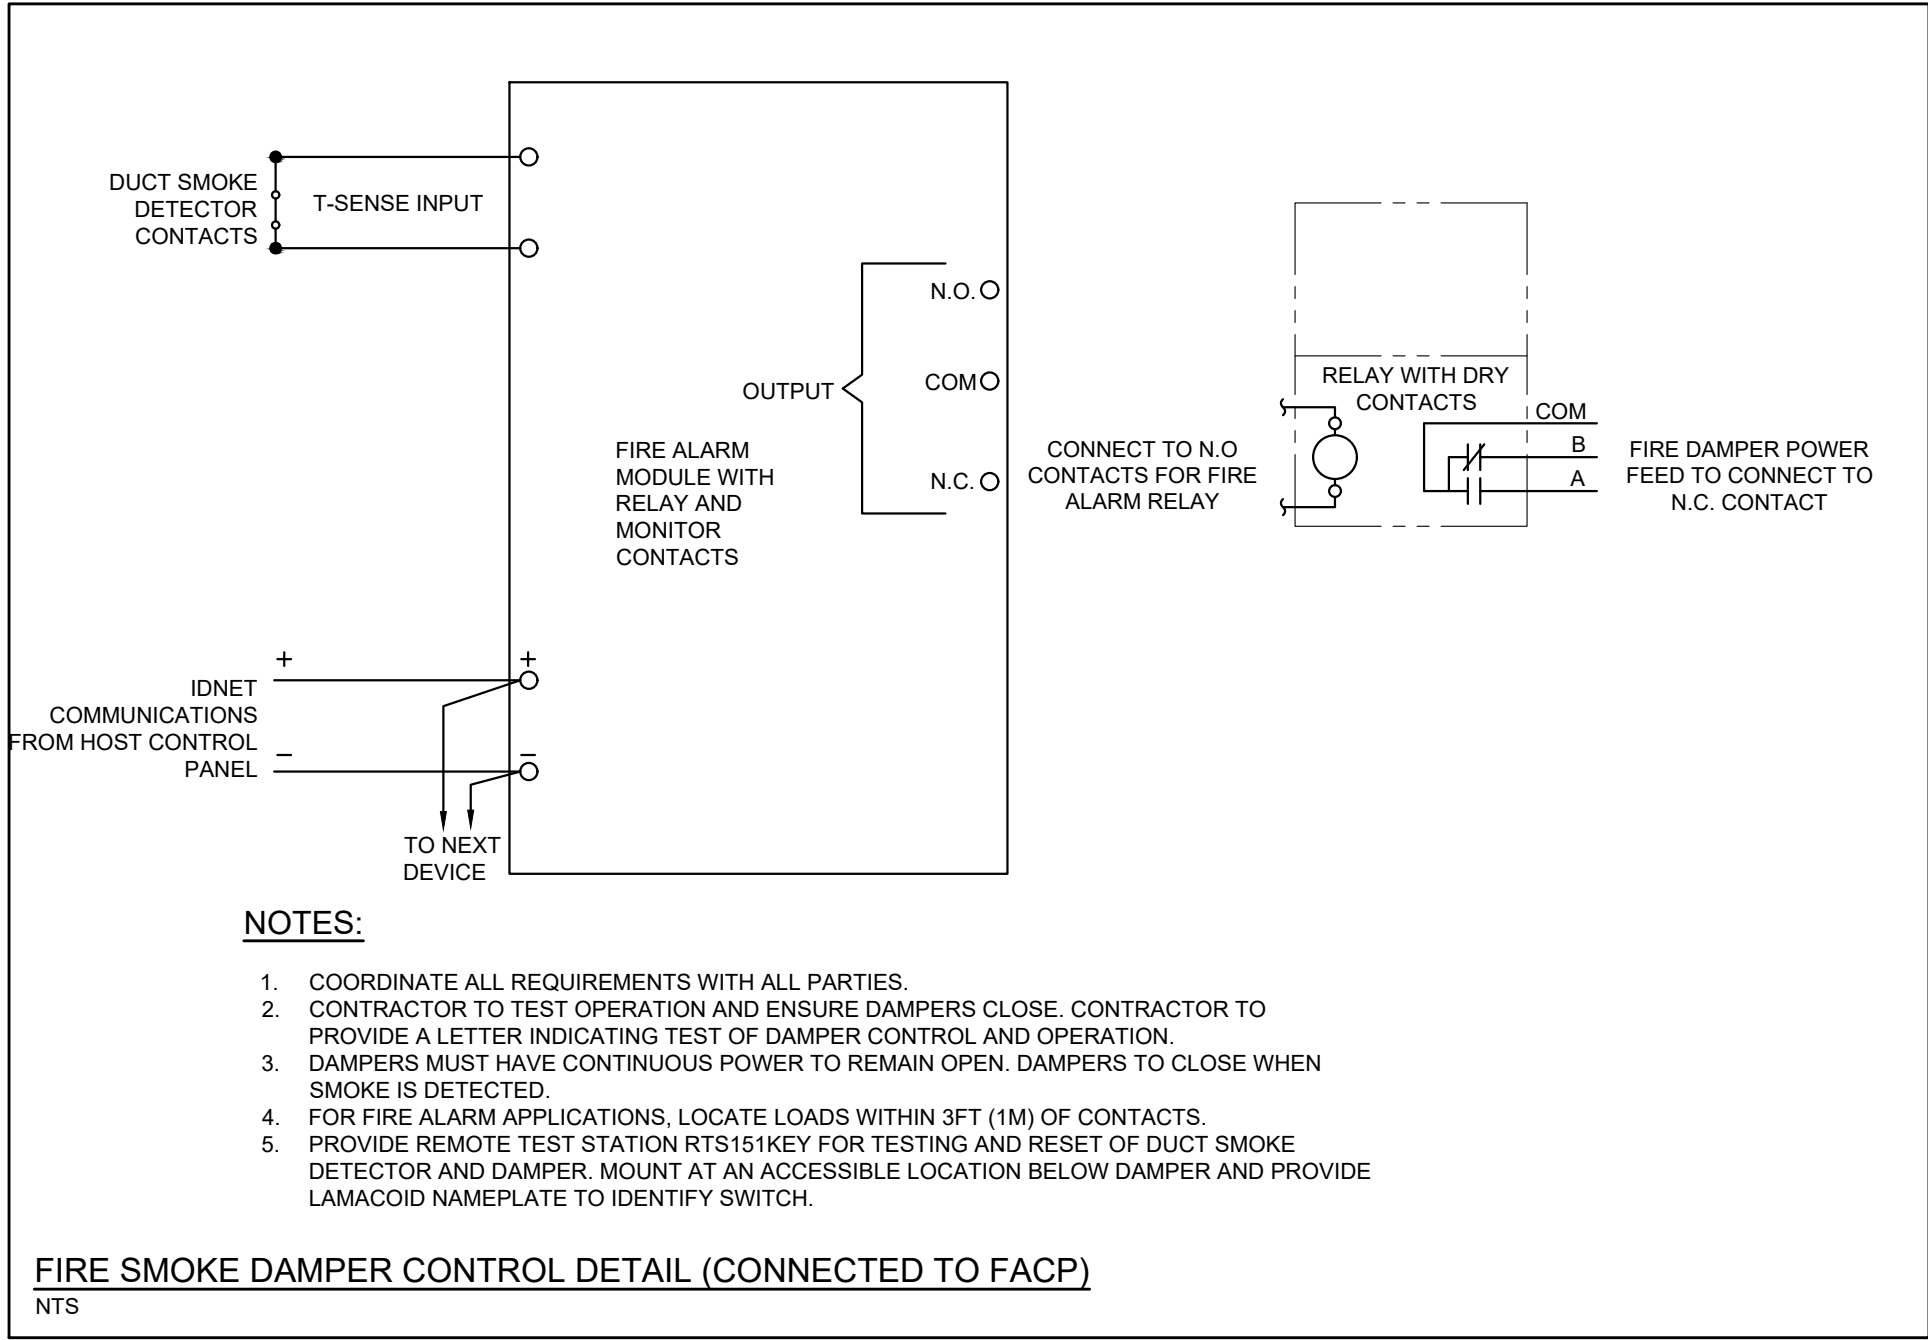 DUCT SMOKE
DETECTOR
CONTACTS
T-SENSE INPUT
N.O.
COM
N.C.
OUTPUT
FIRE ALARM
MODULE WITH
RELAY AND
MONITOR
CONTACTS
CONNECT TO N.O
CONTACTS FOR FIRE
ALARM RELAY
RELAY WITH DRY
CONTACTS
COM
B
A
FIRE DAMPER POWER
FEED TO CONNECT TO
N.C. CONTACT
+
+
IDNET
COMMUNICATIONS
FROM HOST CONTROL
PANEL
–
–
TO NEXT
DEVICE
NOTES:
1. COORDINATE ALL REQUIREMENTS WITH ALL PARTIES.
2. CONTRACTOR TO TEST OPERATION AND ENSURE DAMPERS CLOSE. CONTRACTOR TO
PROVIDE A LETTER INDICATING TEST OF DAMPER CONTROL AND OPERATION.
3. DAMPERS MUST HAVE CONTINUOUS POWER TO REMAIN OPEN. DAMPERS TO CLOSE WHEN
SMOKE IS DETECTED.
4. FOR FIRE ALARM APPLICATIONS, LOCATE LOADS WITHIN 3FT (1M) OF CONTACTS.
5. PROVIDE REMOTE TEST STATION RTS151KEY FOR TESTING AND RESET OF DUCT SMOKE
DETECTOR AND DAMPER. MOUNT AT AN ACCESSIBLE LOCATION BELOW DAMPER AND PROVIDE
LAMACOID NAMEPLATE TO IDENTIFY SWITCH.
FIRE SMOKE DAMPER CONTROL DETAIL (CONNECTED TO FACP)
NTS